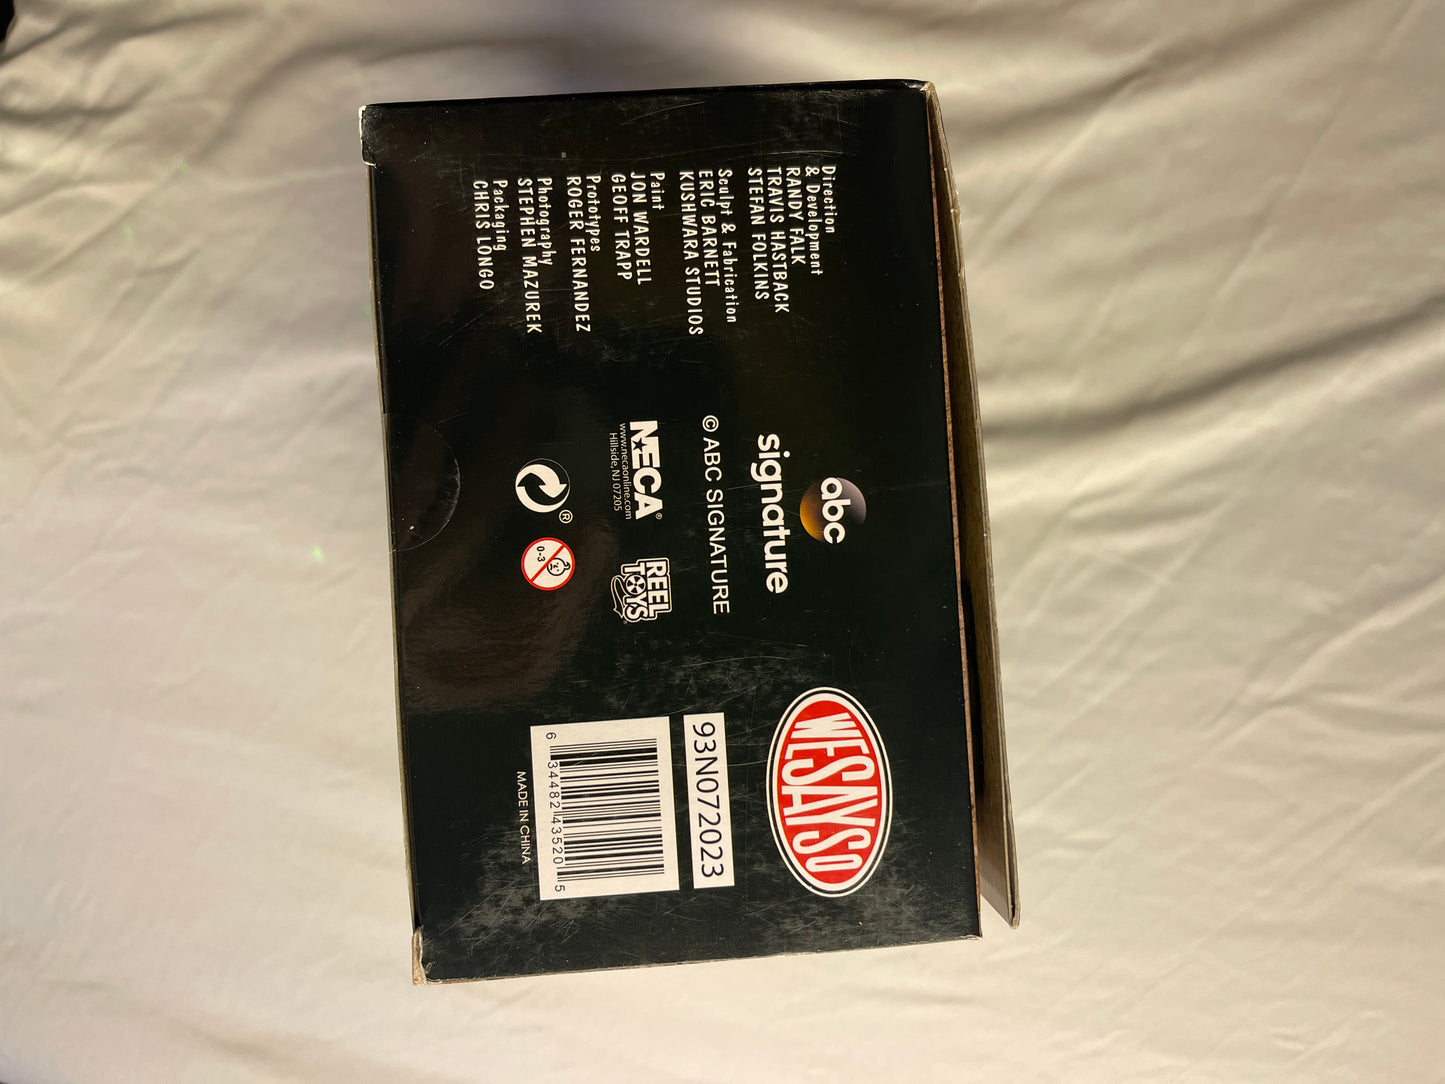 Direction
& Development
RANDY FALK
TRAVIS HASTBACK
STEFAN FOLKINS
Sculpt & Fabrication
ERIC BARNETT
KUSHWARA STUDIOS
Paint
JON WARDELL
GEOFF TRAPP
Prototypes
ROGER FERNANDEZ
Photography
STEPHEN MAZUREK
Packaging
CHRIS LONGO
abc
signature
© ABC SIGNATURE
NECA®
www.necaonline.com
Hillside, NJ 07205
REEL
TOYS®
®
0-3
WESAYSO
93N072023
6 34482 43520 5
MADE IN CHINA